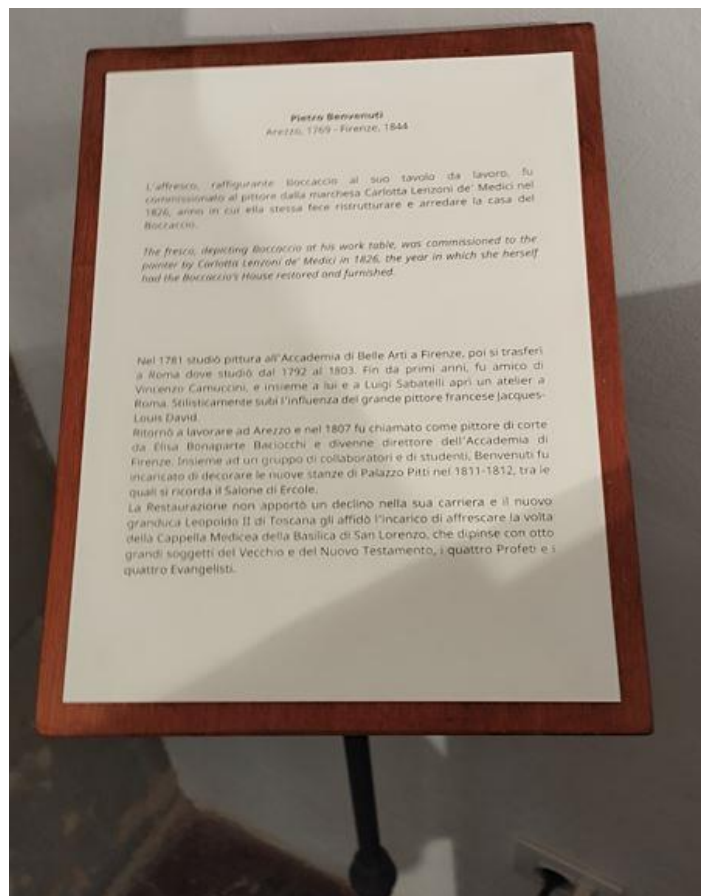 Pietro Benvenuti
Arezzo, 1769 - Firenze, 1844
L'affresco, raffigurante Boccaccio al suo tavolo da lavoro, fu
commissionato al pittore dalla marchesa Carlotta Lenzoni de' Medici nel
1826, anno in cui ella stessa fece ristrutturare e arredare la casa del
Boccaccio.
The fresco, depicting Boccaccio at his work table, was commissioned to the
painter by Carlotta Lenzoni de' Medici in 1826, the year in which she herself
had the Boccaccio's House restored and furnished.
Nel 1781 studiò pittura all'Accademia di Belle Arti a Firenze, poi si trasferì
a Roma dove studiò dal 1792 al 1803. Fin da primi anni, fu amico di
Vincenzo Camuccini, e insieme a lui e a Luigi Sabatelli aprì un atelier a
Roma. Stilisticamente subì l'influenza del grande pittore francese Jacques-
Louis David.
Ritornò a lavorare ad Arezzo e nel 1807 fu chiamato come pittore di corte
da Elisa Bonaparte Baciocchi e divenne direttore dell'Accademia di
Firenze. Insieme ad un gruppo di collaboratori e di studenti, Benvenuti fu
incaricato di decorare le nuove stanze di Palazzo Pitti nel 1811-1812, tra le
quali si ricorda il Salone di Ercole.
La Restaurazione non apportò un declino nella sua carriera e il nuovo
granduca Leopoldo II di Toscana gli affidò l'incarico di affrescare la volta
della Cappella Medicea della Basilica di San Lorenzo, che dipinse con otto
grandi soggetti del Vecchio e del Nuovo Testamento, i quattro Profeti e i
quattro Evangelisti.